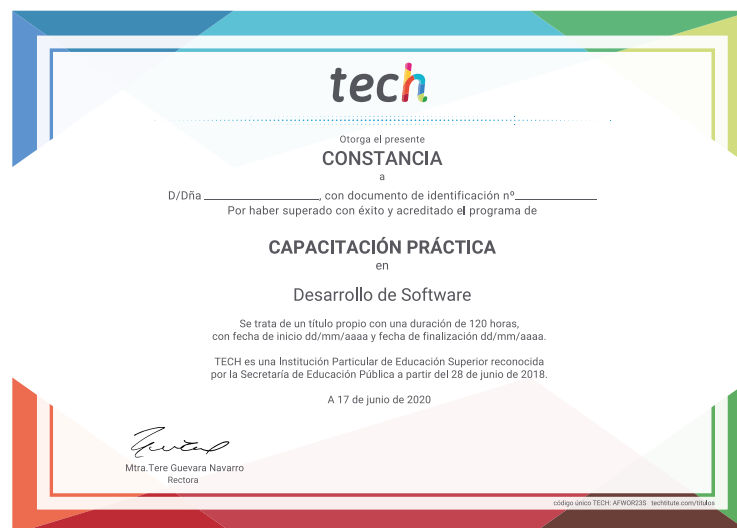 tech
Otorga el presente
CONSTANCIA
a
D/Dña ____________________, con documento de identificación nº______________
Por haber superado con éxito y acreditado el programa de
CAPACITACIÓN PRÁCTICA
en
Desarrollo de Software
Se trata de un título propio con una duración de 120 horas,
con fecha de inicio dd/mm/aaaa y fecha de finalización dd/mm/aaaa.
TECH es una Institución Particular de Educación Superior reconocida
por la Secretaría de Educación Pública a partir del 28 de junio de 2018.
A 17 de junio de 2020
Mtra.Tere Guevara Navarro
Rectora
código único TECH: AFWOR23S techtitute.com/titulos